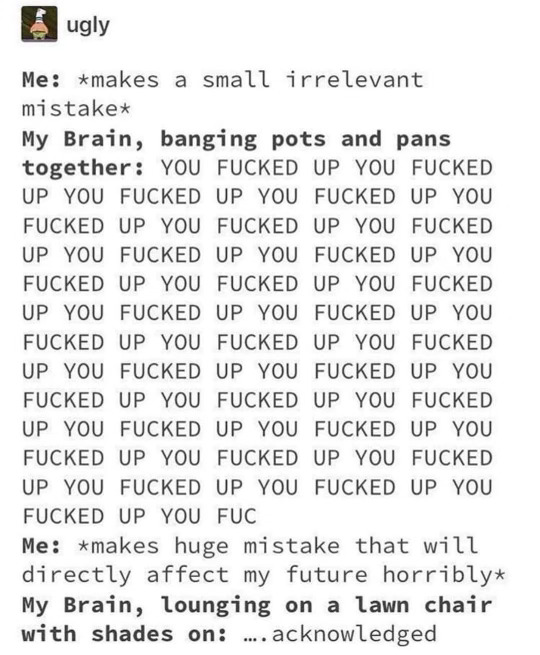 ugly
Me: *makes a small irrelevant
mistake*
My Brain, banging pots and pans
together: YOU FUCKED UP YOU FUCKED
UP YOU FUCKED UP YOU FUCKED UP YOU
FUCKED UP YOU FUCKED UP YOU FUCKED
UP YOU FUCKED UP YOU FUCKED UP YOU
FUCKED UP YOU FUCKED UP YOU FUCKED
UP YOU FUCKED UP YOU FUCKED UP YOU
FUCKED UP YOU FUCKED UP YOU FUCKED
UP YOU FUCKED UP YOU FUCKED UP YOU
FUCKED UP YOU FUCKED UP YOU FUCKED
UP YOU FUCKED UP YOU FUCKED UP YOU
FUCKED UP YOU FUCKED UP YOU FUCKED
UP YOU FUCKED UP YOU FUCKED UP YOU
FUCKED UP YOU FUC
Me: *makes huge mistake that will
directly affect my future horribly*
My Brain, lounging on a lawn chair
with shades on: ….acknowledged